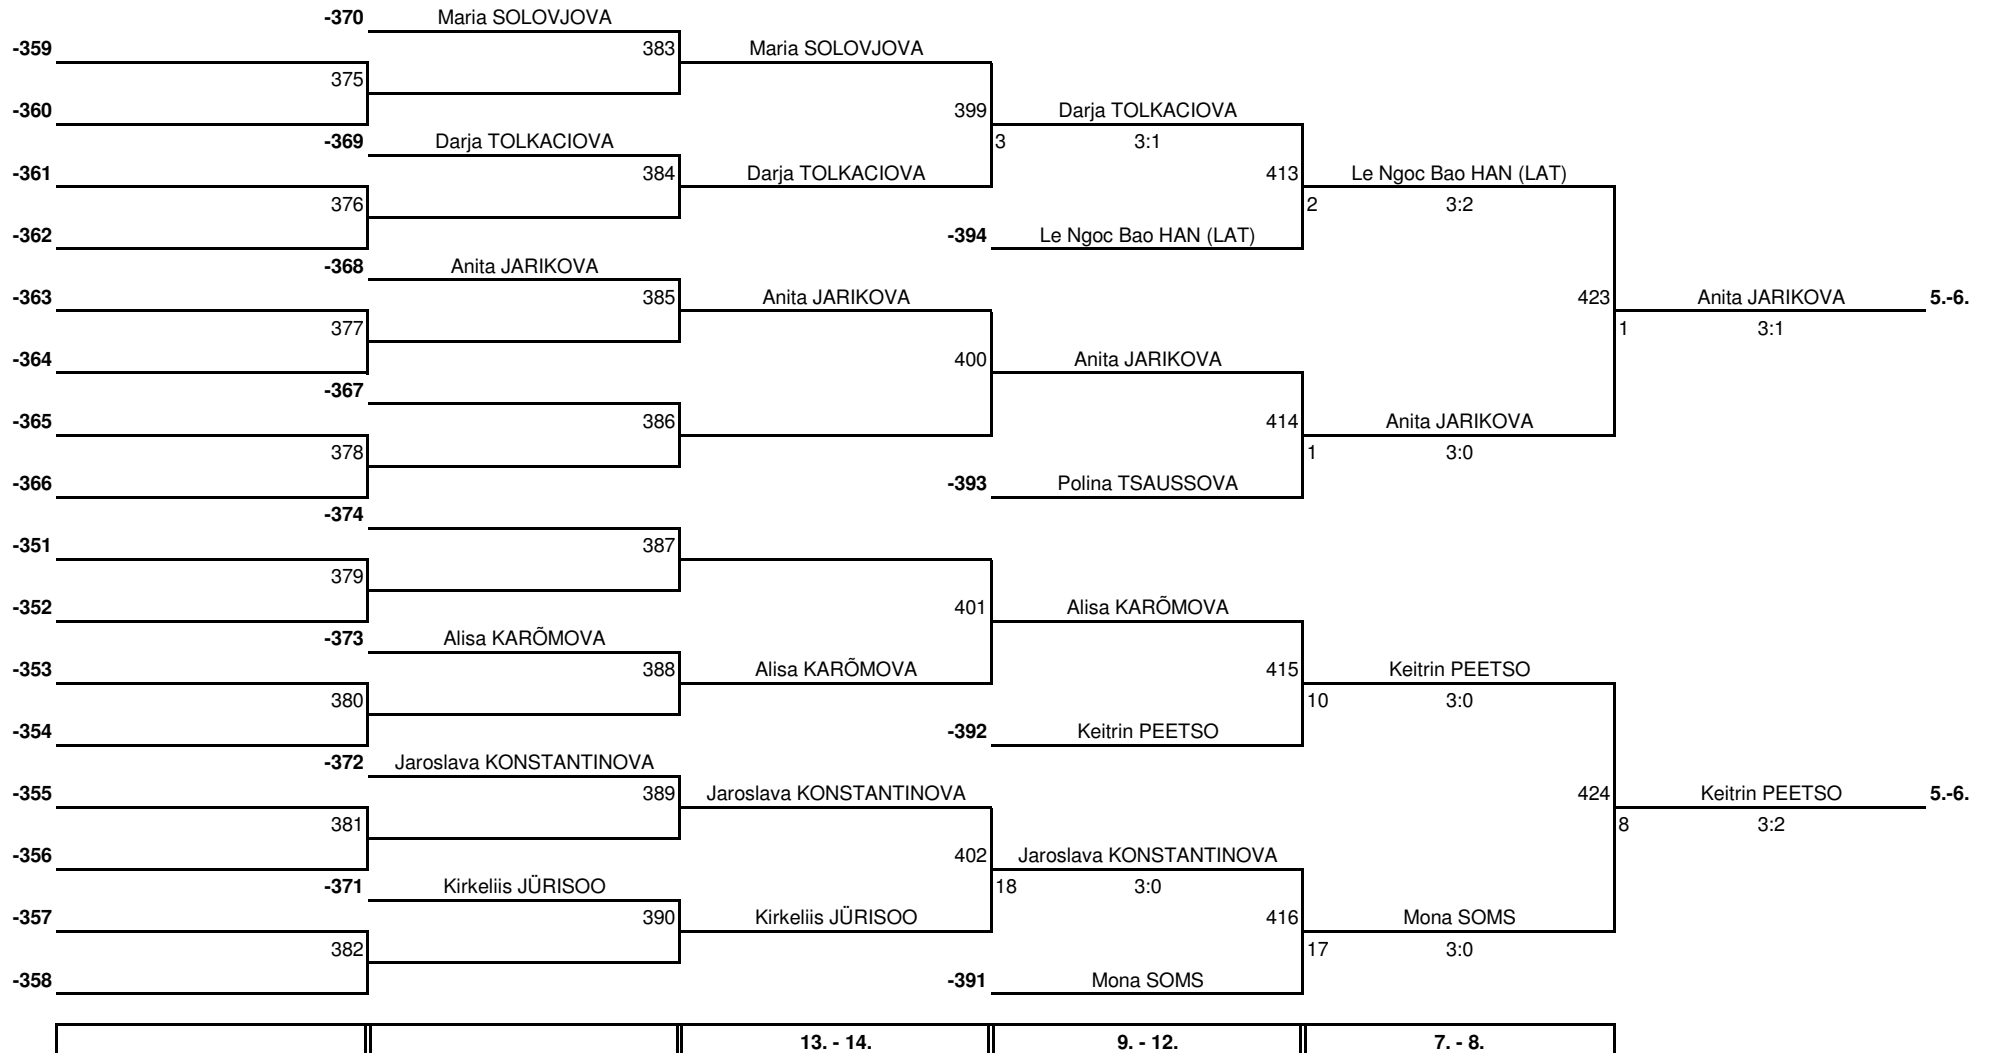 -370 Maria SOLOVJOVA
-359 383 Maria SOLOVJOVA
375
-360 399 Darja TOLKACIOVA
-369 Darja TOLKACIOVA 3 3:1
-361 384 Darja TOLKACIOVA 413 Le Ngoc Bao HAN (LAT)
376 2 3:2
-362 -394 Le Ngoc Bao HAN (LAT)
-368 Anita JARIKOVA
-363 385 Anita JARIKOVA 423 Anita JARIKOVA 5.-6.
377 1 3:1
-364 400 Anita JARIKOVA
-367
-365 386 414 Anita JARIKOVA
378 1 3:0
-366 -393 Polina TSAUSSOVA
-374
-351 387
379
-352 401 Alisa KARÕMOVA
-373 Alisa KARÕMOVA
-353 388 Alisa KARÕMOVA 415 Keitrin PEETSO
380 10 3:0
-354 -392 Keitrin PEETSO
-372 Jaroslava KONSTANTINOVA
-355 389 Jaroslava KONSTANTINOVA 424 Keitrin PEETSO 5.-6.
381 8 3:2
-356 402 Jaroslava KONSTANTINOVA
-371 Kirkeliis JÜRISOO 18 3:0
-357 390 Kirkeliis JÜRISOO 416 Mona SOMS
382 17 3:0
-358 -391 Mona SOMS
13. - 14. 9. - 12. 7. - 8.